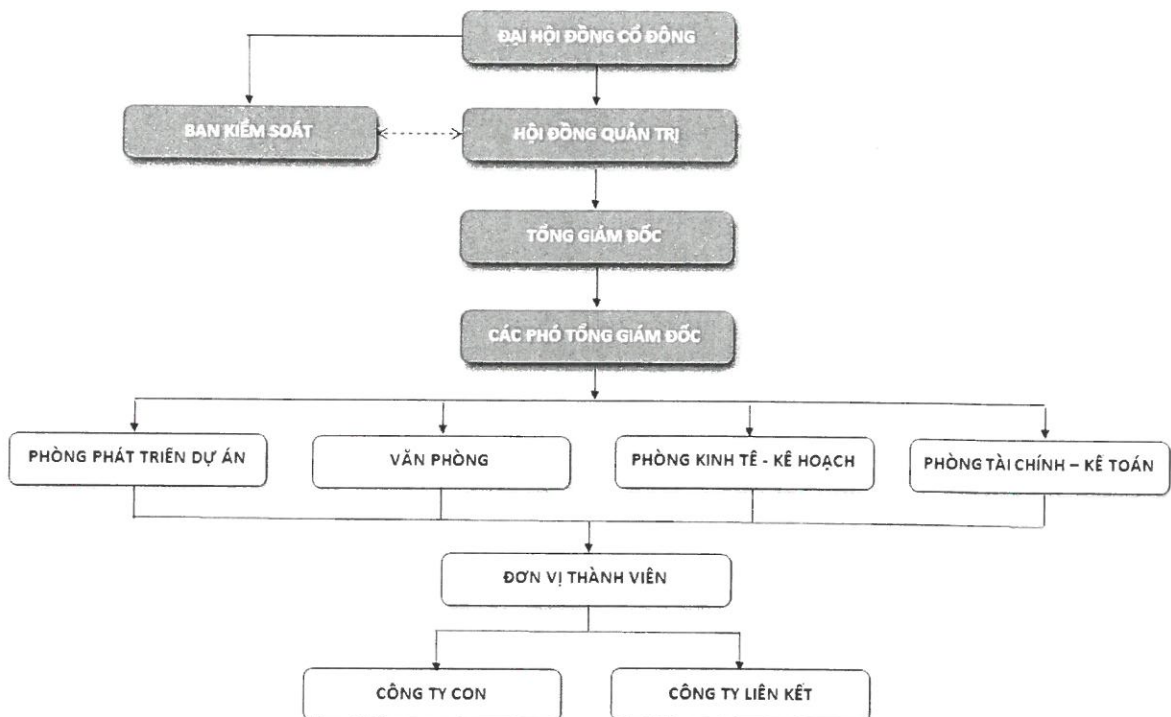 ĐẠI HỘI ĐỒNG CỔ ĐÔNG
BAN KIỂM SOÁT
HỘI ĐỒNG QUẢN TRỊ
TỔNG GIÁM ĐỐC
CÁC PHÓ TỔNG GIÁM ĐỐC
PHÒNG PHÁT TRIỂN DỰ ÁN
VĂN PHÒNG
PHÒNG KINH TẾ - KẾ HOẠCH
PHÒNG TÀI CHÍNH – KẾ TOÁN
ĐƠN VỊ THÀNH VIÊN
CÔNG TY CON
CÔNG TY LIÊN KẾT